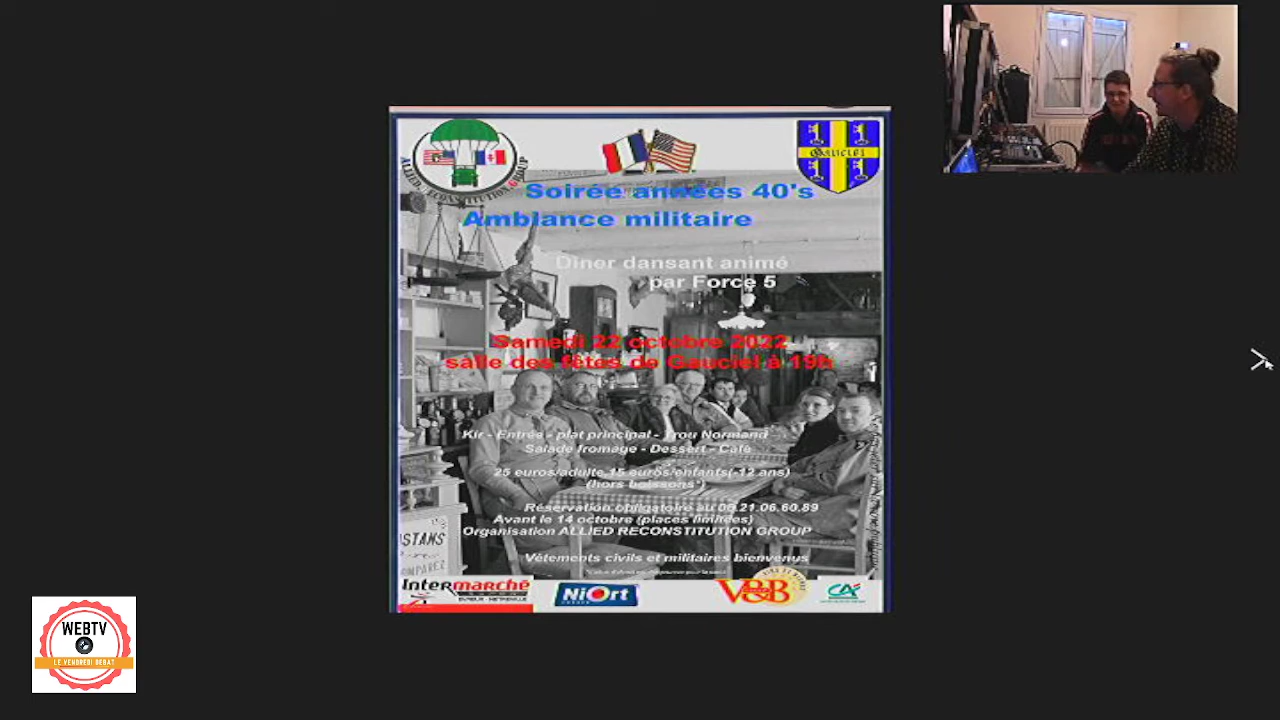 ALLIED RECONSTITUTION GROUP
GAUCIEL
Soirée années 40's
Ambiance militaire
Dîner dansant animé
par Force 5
Samedi 22 octobre 2022
salle des fêtes de Gauciel à 19h
Kir - Entrée - plat principal - Trou Normand
Salade fromage - Dessert - Café
25 euros/adulte 15 euros/enfants(-12 ans)
(hors boissons*)
Réservation obligatoire au 06.21.06.60.89
Avant le 14 octobre (places limitées)
Organisation ALLIED RECONSTITUTION GROUP
Vêtements civils et militaires bienvenus
STANS
OMPAREZ
Intermarché
NiOrt
V&B
CA
WEBTV
LE VENDREDI DEBAT